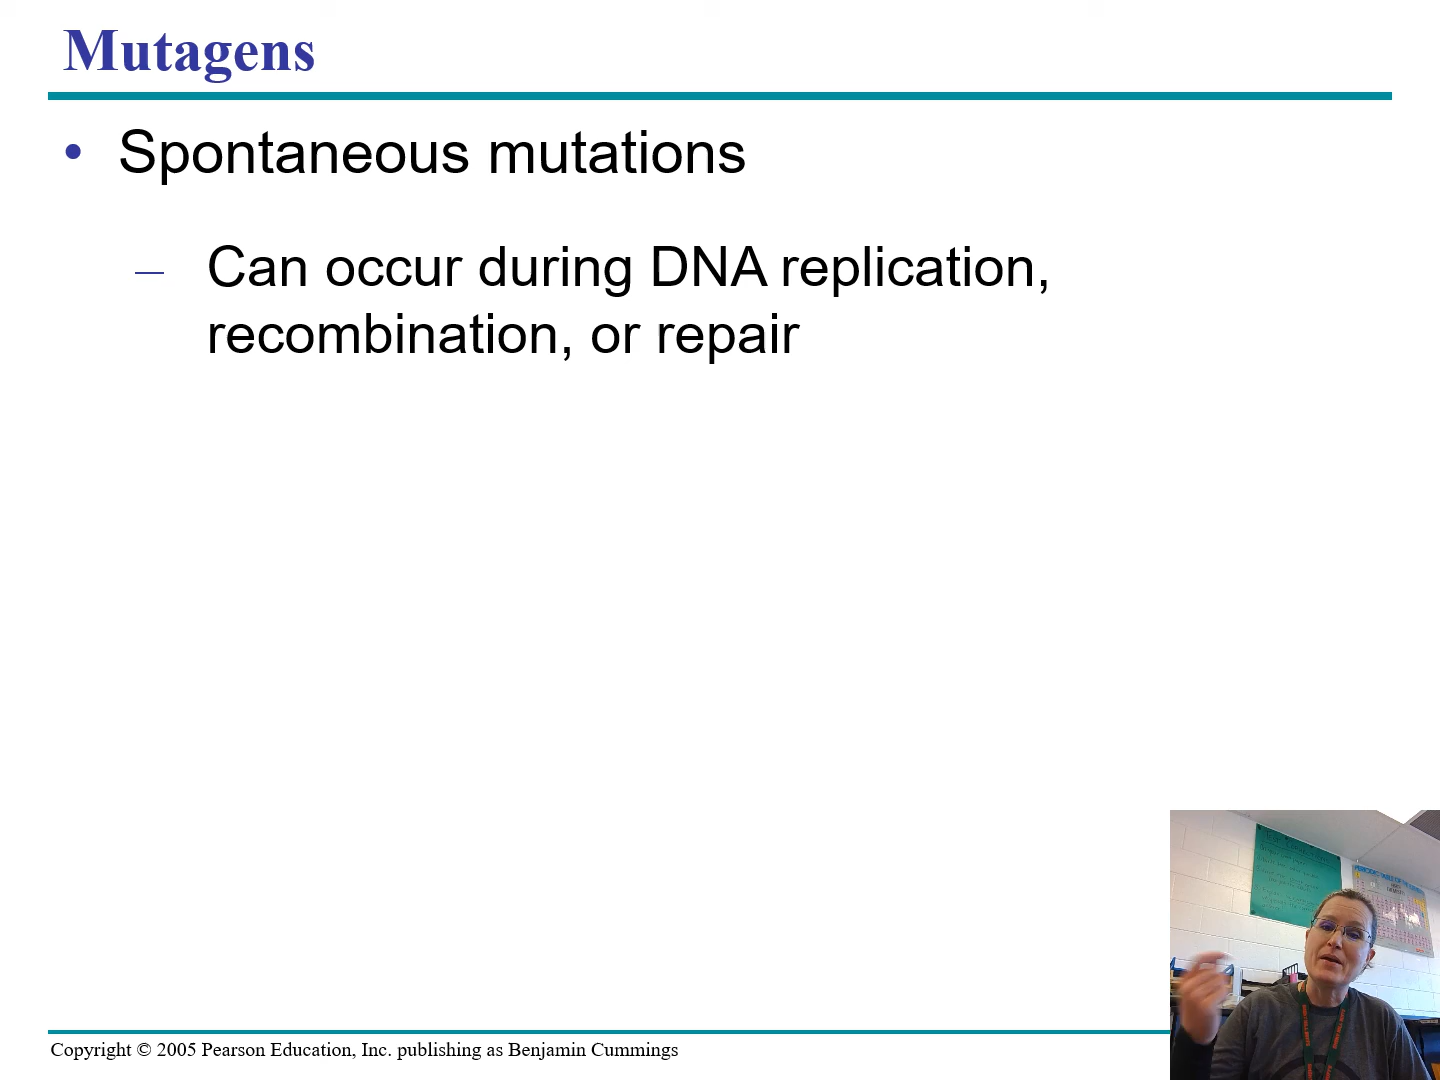 Mutagens
• Spontaneous mutations
– Can occur during DNA replication,
recombination, or repair
Copyright © 2005 Pearson Education, Inc. publishing as Benjamin Cummings